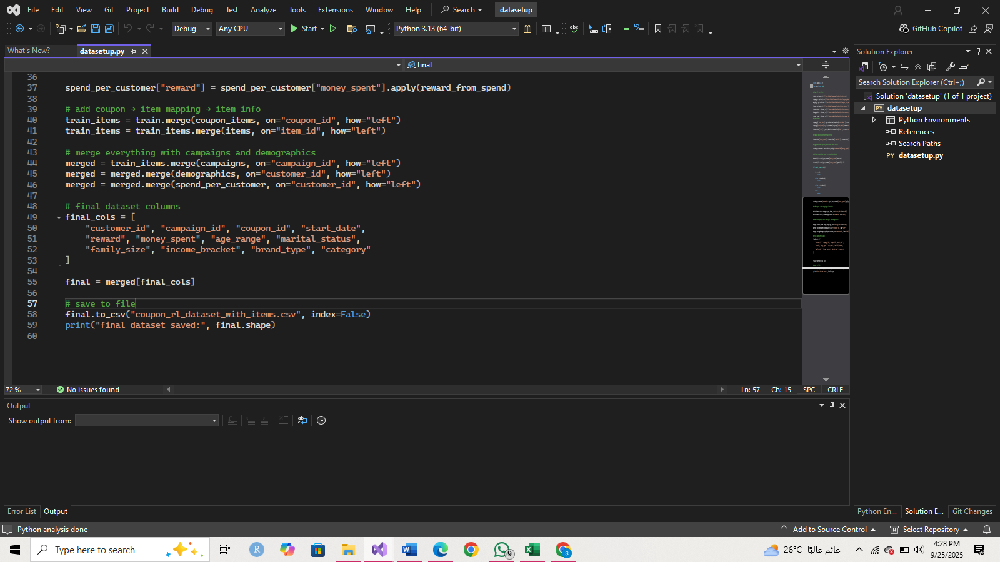 File Edit View Git Project Build Debug Test Analyze Tools Extensions Window Help Search datasetup
Debug Any CPU Start Python 3.13 (64-bit) GitHub Copilot
What's New? datasetup.py
final
36
37 spend_per_customer["reward"] = spend_per_customer["money_spent"].apply(reward_from_spend)
38
39 # add coupon → item mapping → item info
40 train_items = train.merge(coupon_items, on="coupon_id", how="left")
41 train_items = train_items.merge(items, on="item_id", how="left")
42
43 # merge everything with campaigns and demographics
44 merged = train_items.merge(campaigns, on="campaign_id", how="left")
45 merged = merged.merge(demographics, on="customer_id", how="left")
46 merged = merged.merge(spend_per_customer, on="customer_id", how="left")
47
48 # final dataset columns
49 final_cols = [
50 "customer_id", "campaign_id", "coupon_id", "start_date",
51 "reward", "money_spent", "age_range", "marital_status",
52 "family_size", "income_bracket", "brand_type", "category"
53 ]
54
55 final = merged[final_cols]
56
57 # save to file
58 final.to_csv("coupon_rl_dataset_with_items.csv", index=False)
59 print("final dataset saved:", final.shape)
60
72 % No issues found Ln: 57 Ch: 15 SPC CRLF
Output
Show output from:
Error List Output
Solution Explorer
Search Solution Explorer (Ctrl+;)
Solution 'datasetup' (1 of 1 project)
PY datasetup
Python Environments
References
Search Paths
PY datasetup.py
Python En... Solution E... Git Changes
Python analysis done Add to Source Control Select Repository
Type here to search 9 26°C غائم غالبًا 4:28 PM
9/25/2025